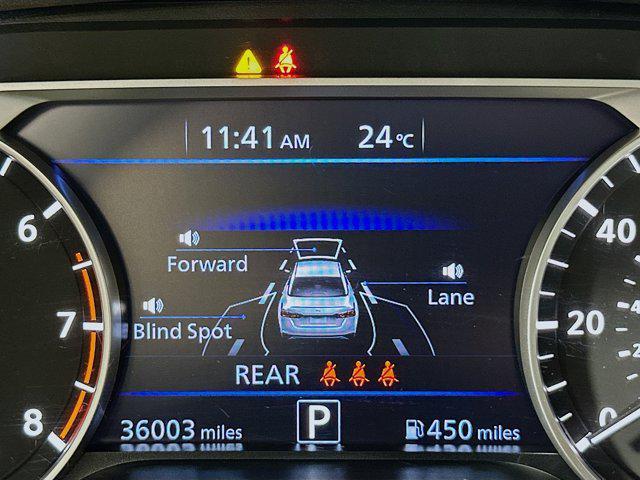 11:41 AM 24°C
Forward
Lane
Blind Spot
REAR
36003 miles P 450 miles
6
7
8
40
20
0